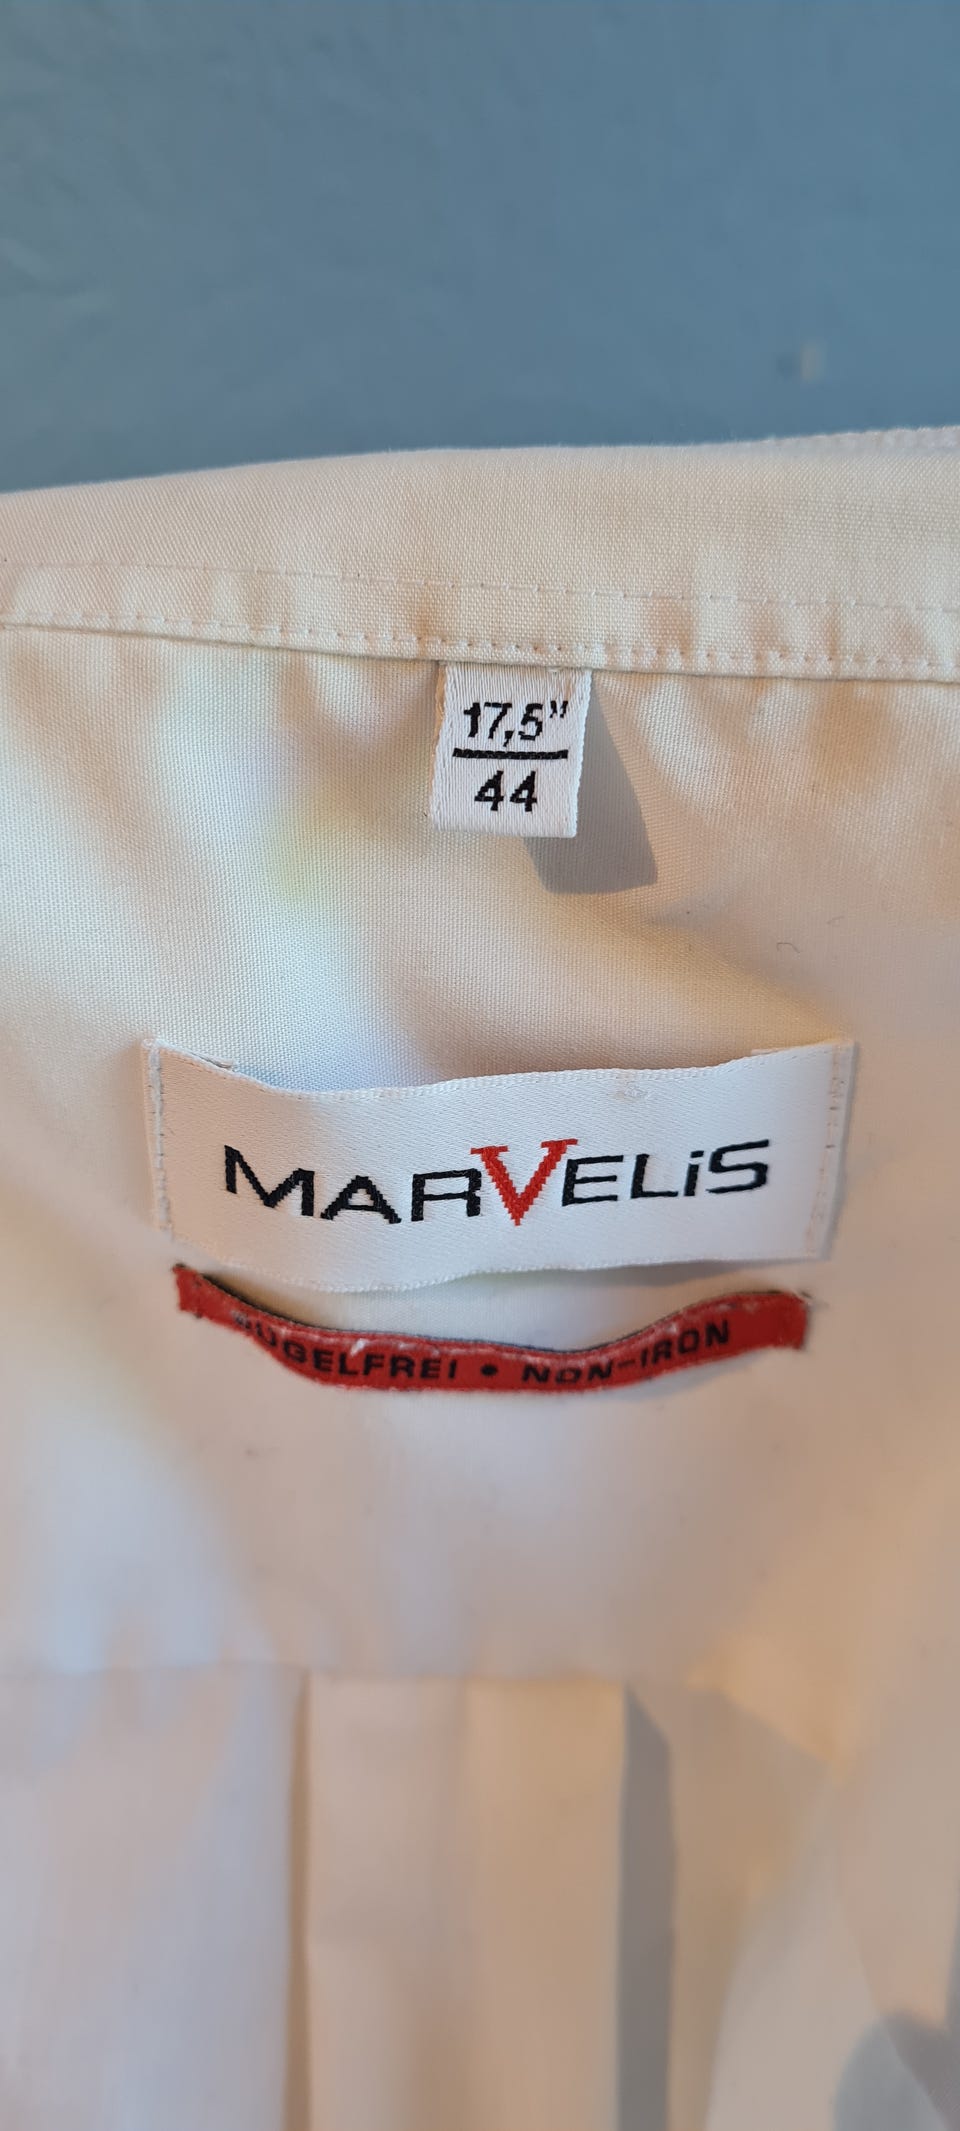 17,5"
44
MARVELiS
BÜGELFREI • NON-IRON